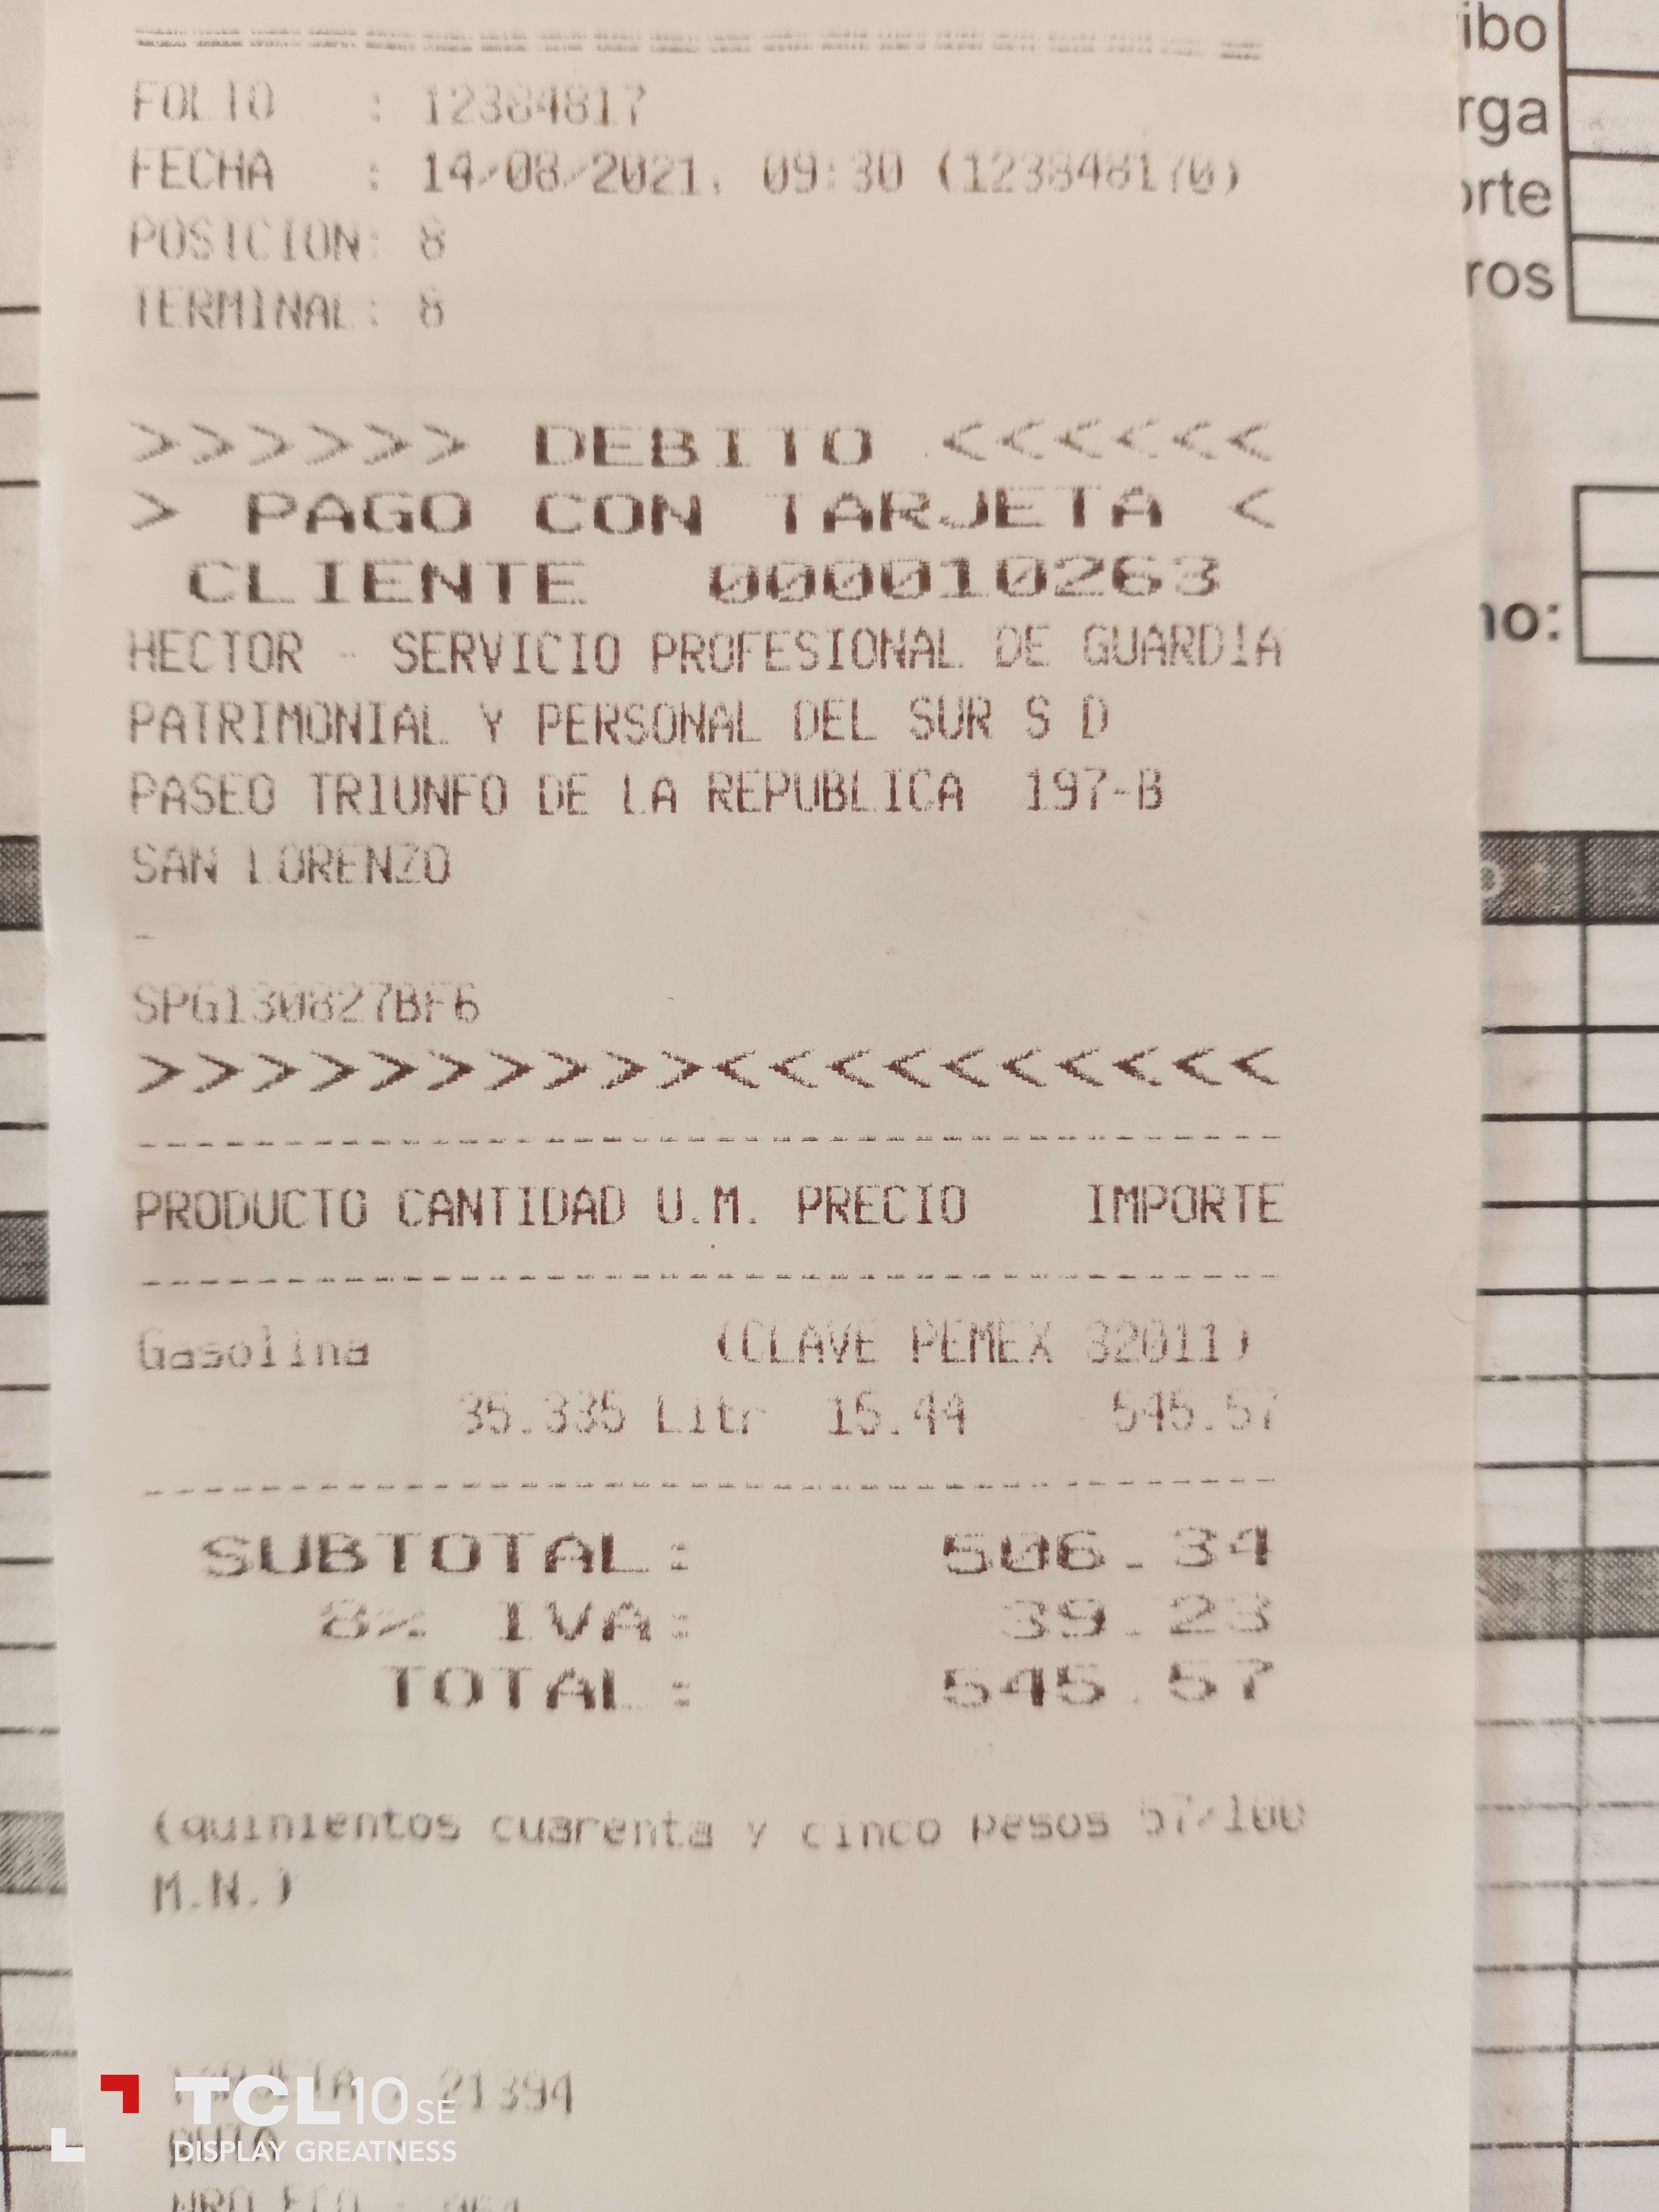 FOLIO : 12384817
FECHA : 14/08/2021, 09:30 (123848170)
POSICION: 8
TERMINAL: 8
>>>>>> DEBITO <<<<<<
> PAGO CON TARJETA <
CLIENTE 000010263
HECTOR - SERVICIO PROFESIONAL DE GUARDIA
PATRIMONIAL Y PERSONAL DEL SUR S D
PASEO TRIUNFO DE LA REPUBLICA 197-B
SAN LORENZO
-
SPG130827BF6
>>>>>>>>>><<<<<<<<<<
PRODUCTO CANTIDAD U.M. PRECIO IMPORTE
Gasolina (CLAVE PEMEX 32011)
35.335 Litr 15.44 545.57
SUBTOTAL: 506.34
8% IVA: 39.23
TOTAL: 545.57
(quinientos cuarenta y cinco pesos 57/100
M.N.)
21394
TCL 10 SE
DISPLAY GREATNESS
NRO ECO :
ibo
rga
orte
ros
no: